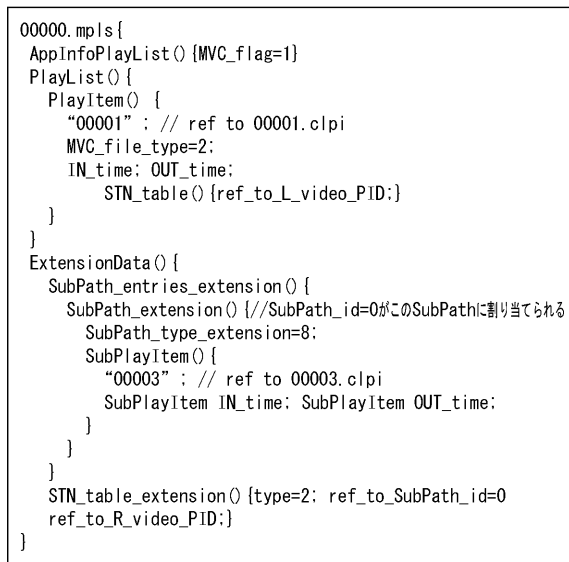 00000.mpls{
AppInfoPlayList(){MVC_flag=1}
PlayList(){
PlayItem() {
“00001” ; // ref to 00001.clpi
MVC_file_type=2;
IN_time; OUT_time;
STN_table(){ref_to_L_video_PID;}
}
}
ExtensionData(){
SubPath_entries_extension(){
SubPath_extension(){//SubPath_id=0がこのSubPathに割り当てられる
SubPath_type_extension=8;
SubPlayItem(){
“00003” ; // ref to 00003.clpi
SubPlayItem IN_time; SubPlayItem OUT_time;
}
}
}
STN_table_extension(){type=2; ref_to_SubPath_id=0
ref_to_R_video_PID;}
}